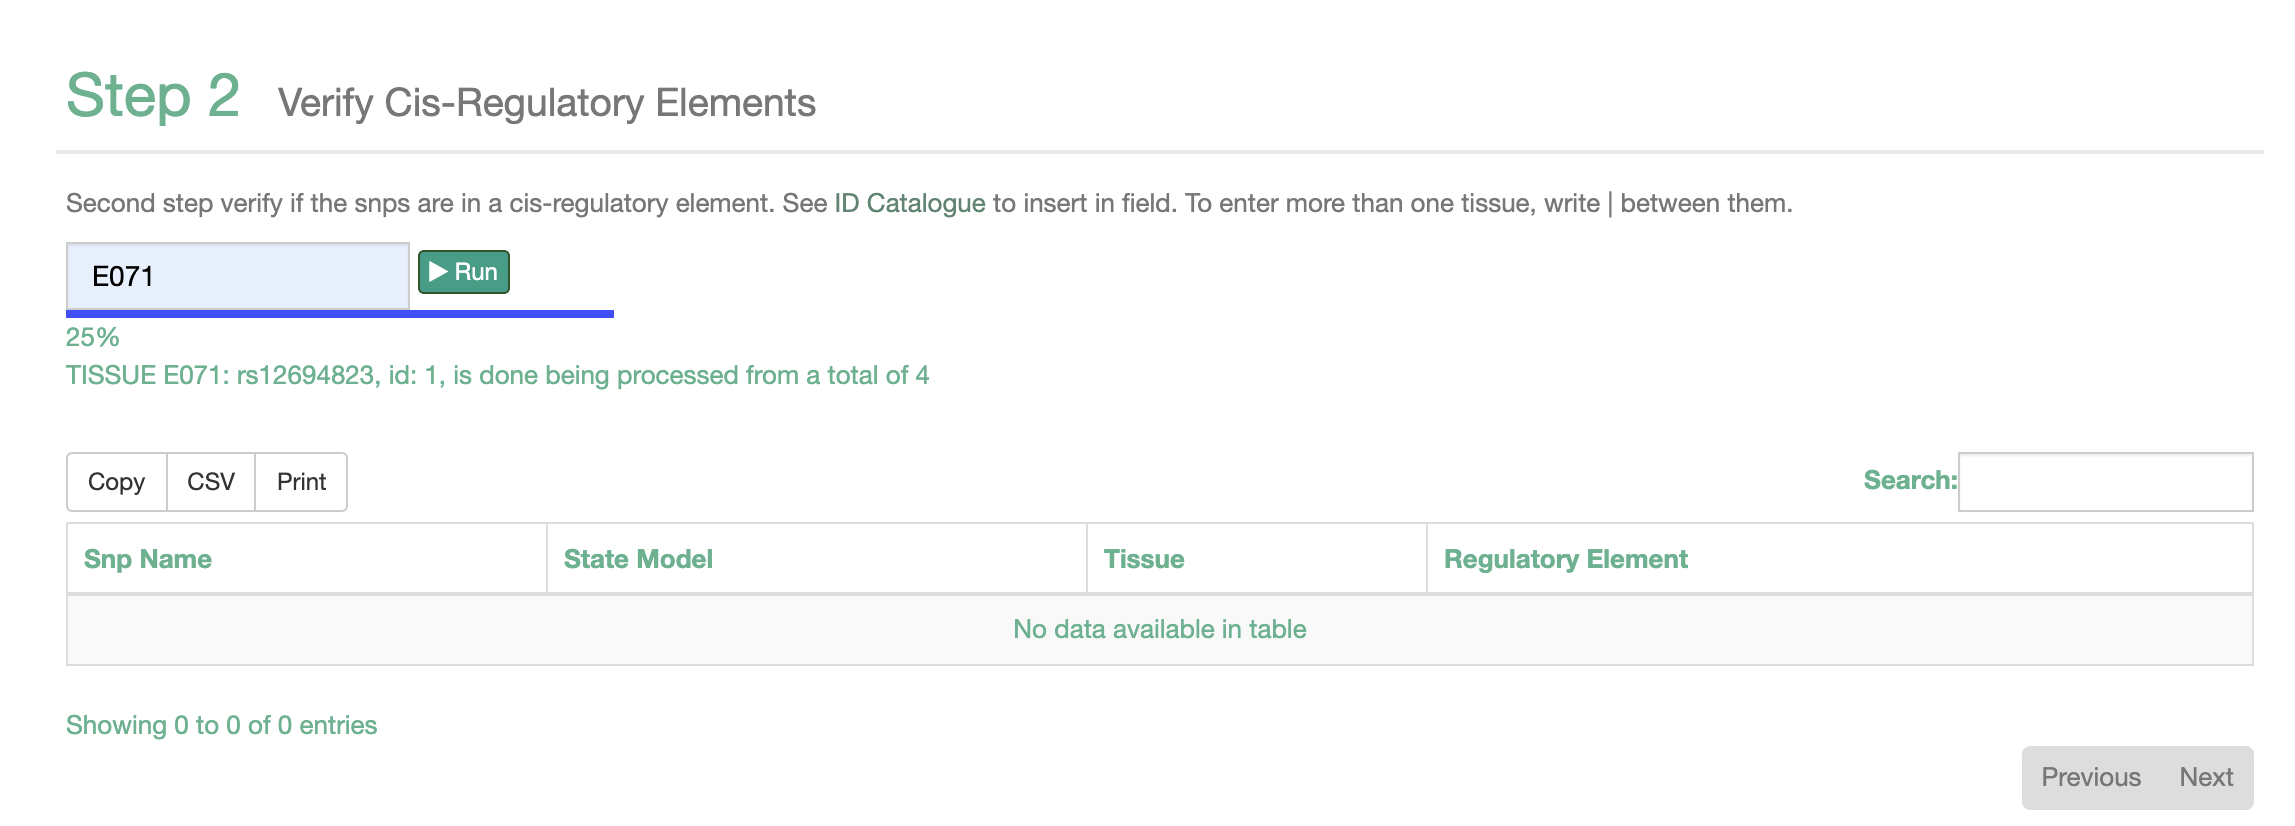 Step 2 Verify Cis-Regulatory Elements
Second step verify if the snps are in a cis-regulatory element. See ID Catalogue to insert in field. To enter more than one tissue, write | between them.
E071 Run
25%
TISSUE E071: rs12694823, id: 1, is done being processed from a total of 4
Copy CSV Print Search:
Snp Name State Model Tissue Regulatory Element
No data available in table
Showing 0 to 0 of 0 entries
Previous Next